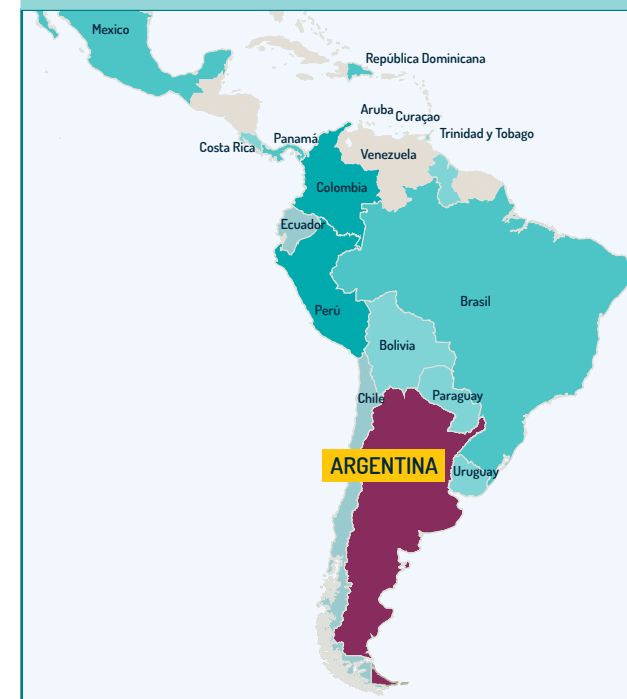 Mexico
República Dominicana
Aruba
Curaçao
Trinidad y Tobago
Costa Rica
Panamá
Venezuela
Colombia
Ecuador
Perú
Brasil
Bolivia
Chile
Paraguay
ARGENTINA
Uruguay